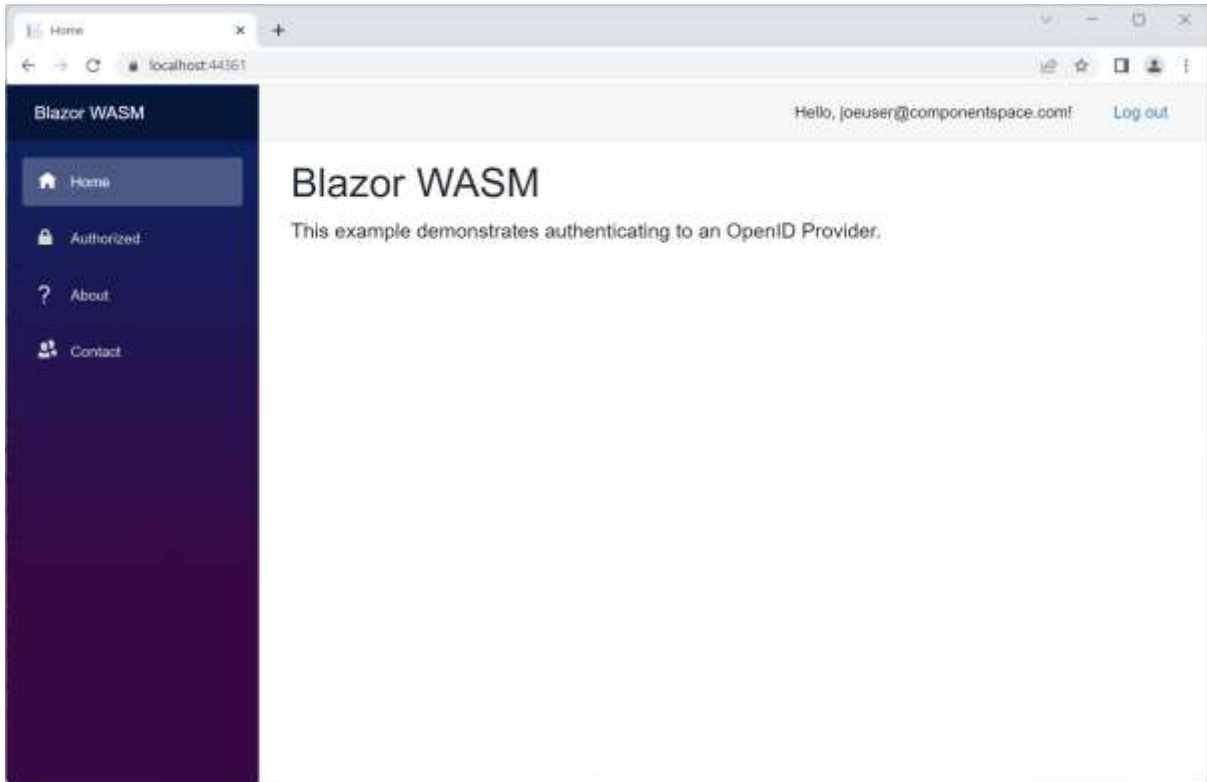 Home
localhost:44361
Blazor WASM
Hello, joeuser@componentspace.com!
Log out
Home
Authorized
About
Contact
Blazor WASM
This example demonstrates authenticating to an OpenID Provider.